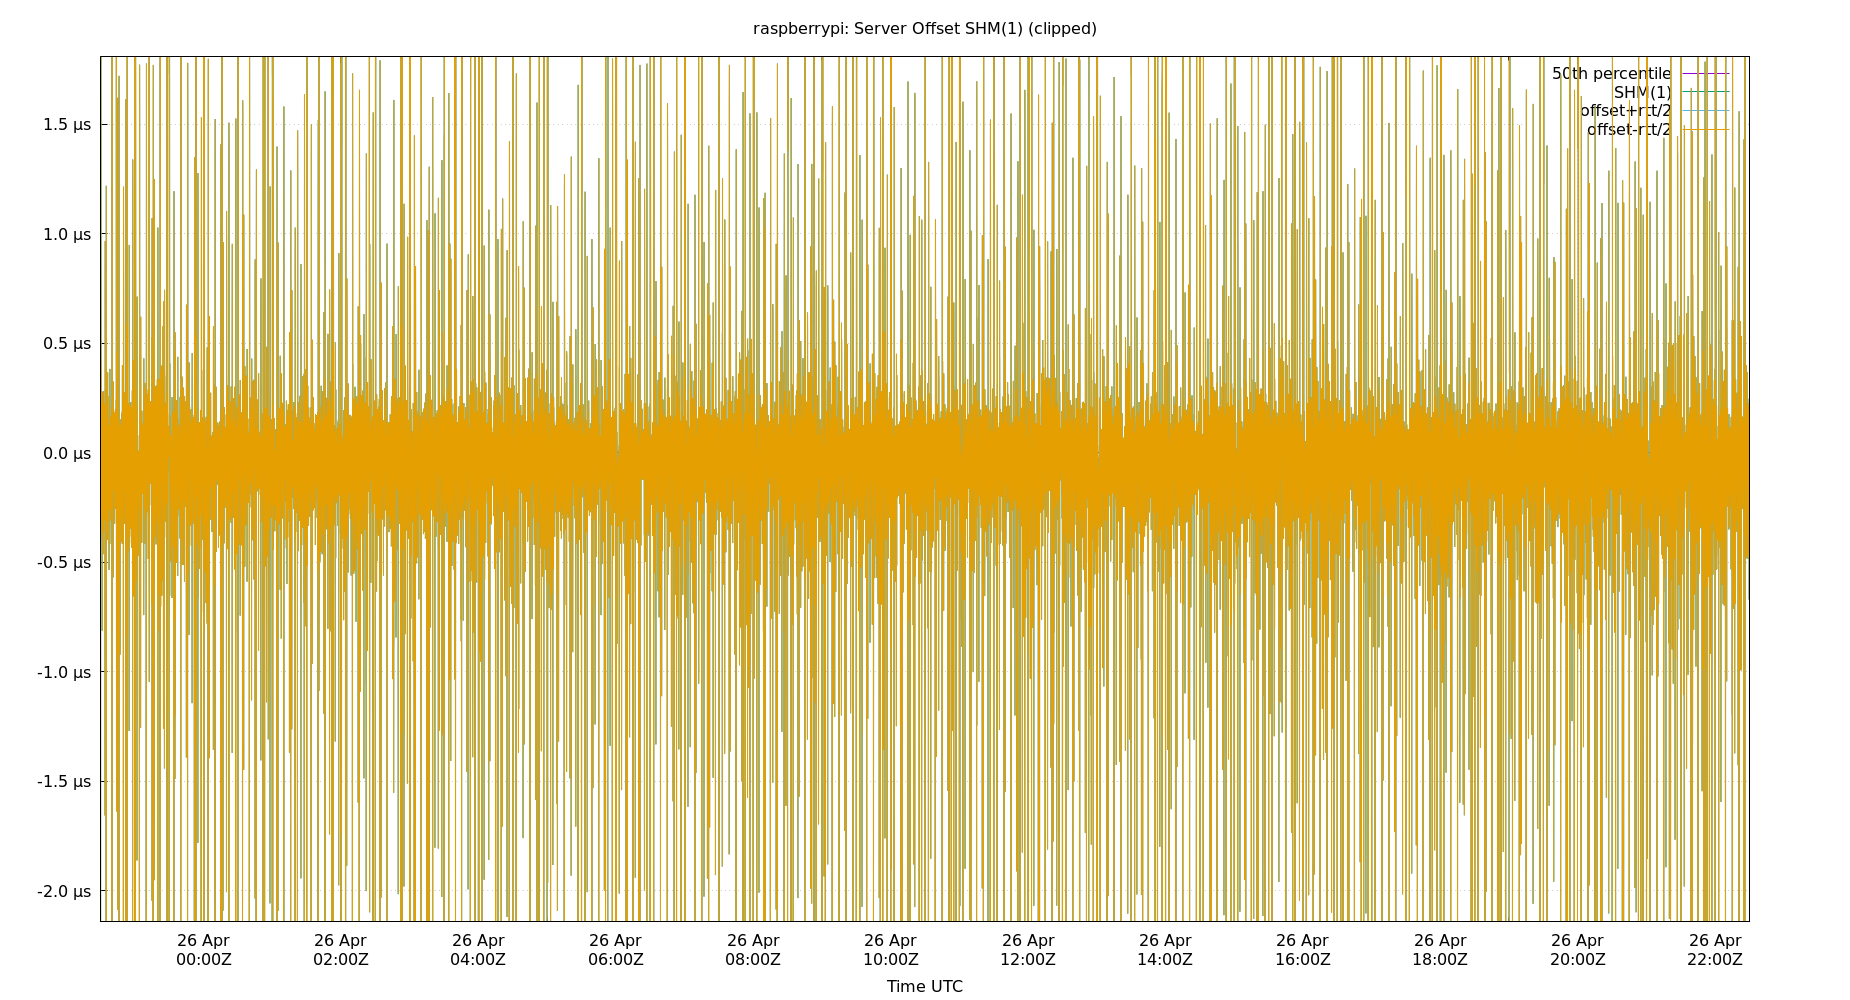 raspberrypi: Server Offset SHM(1) (clipped)
50th percentile
SHM(1)
offset+rtt/2
offset-rtt/2
1.5 µs
1.0 µs
0.5 µs
0.0 µs
-0.5 µs
-1.0 µs
-1.5 µs
-2.0 µs
26 Apr 26 Apr 26 Apr 26 Apr 26 Apr 26 Apr 26 Apr 26 Apr 26 Apr 26 Apr 26 Apr 26 Apr
00:00Z 02:00Z 04:00Z 06:00Z 08:00Z 10:00Z 12:00Z 14:00Z 16:00Z 18:00Z 20:00Z 22:00Z
Time UTC